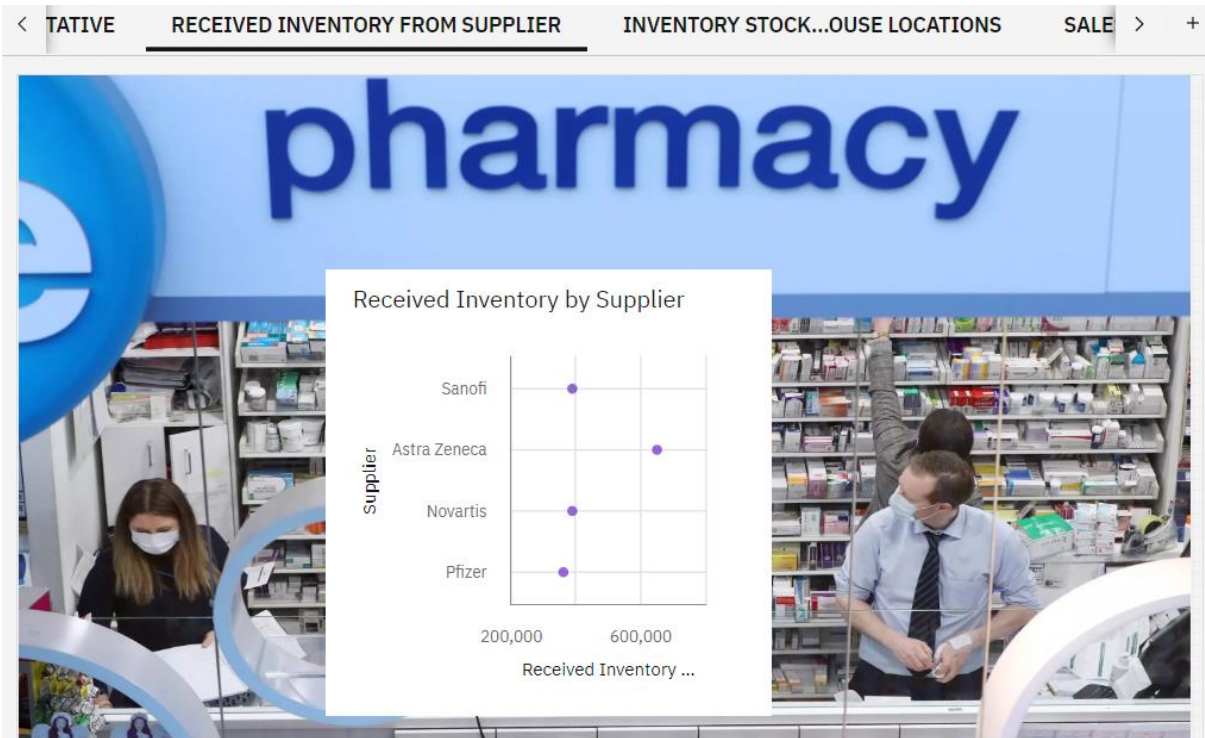 TATIVE
RECEIVED INVENTORY FROM SUPPLIER
INVENTORY STOCK...OUSE LOCATIONS
SALE
pharmacy
e
Received Inventory by Supplier
Supplier
Sanofi
Astra Zeneca
Novartis
Pfizer
200,000
600,000
Received Inventory ...